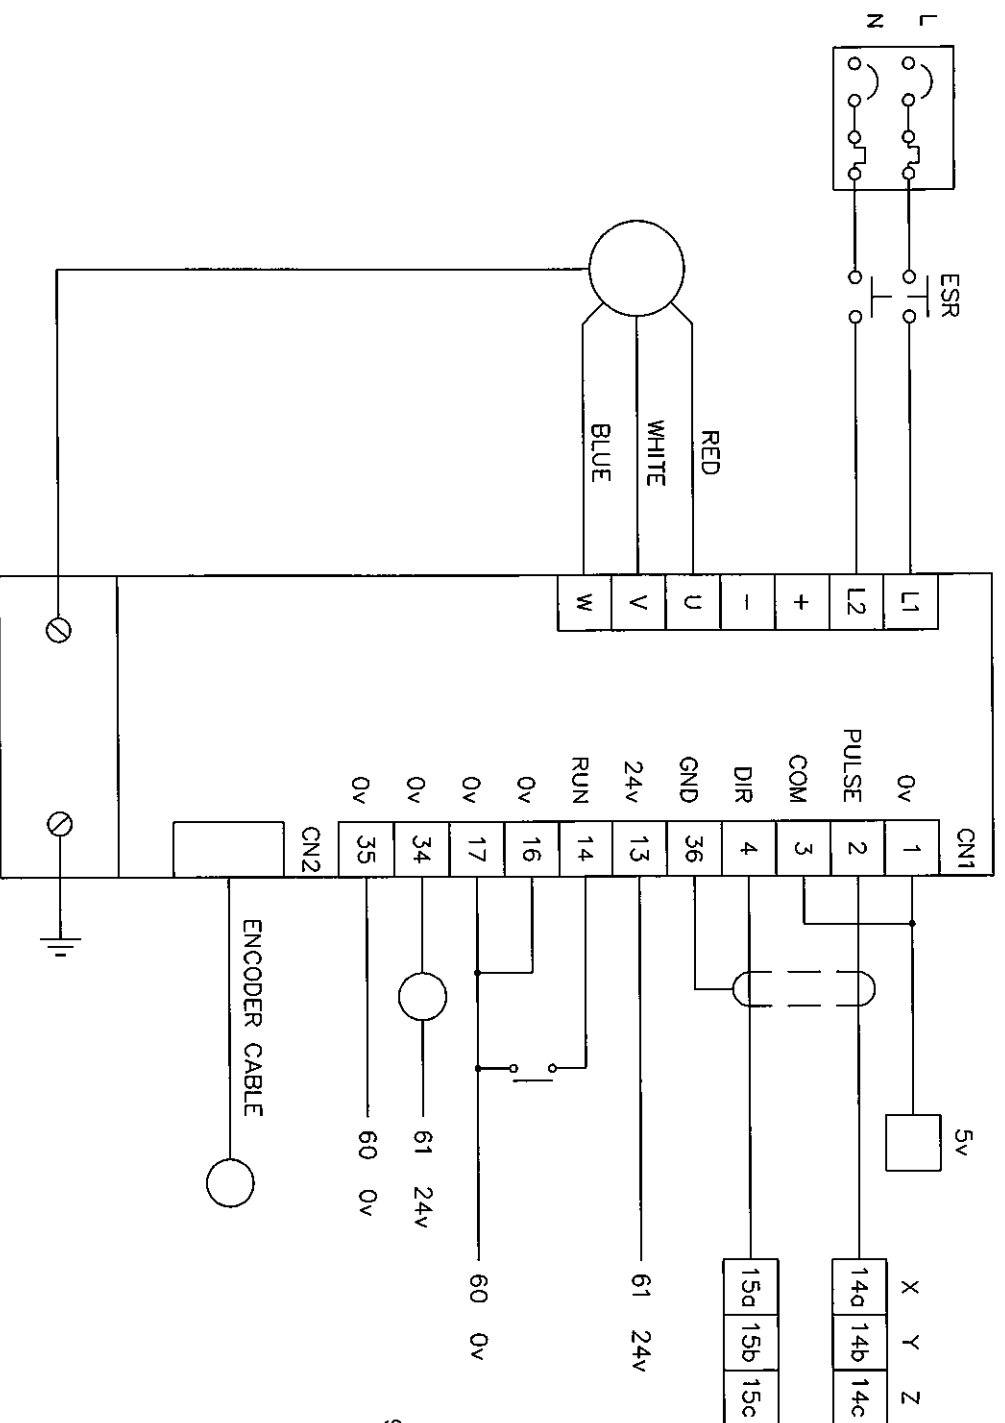 L
N
ESR
RED
WHITE
BLUE
L1
L2
+
−
U
V
W
CN1
0v
PULSE
COM
DIR
GND
24v
RUN
0v
0v
0v
0v
CN2
1
2
3
4
36
13
14
16
17
34
35
ENCODER CABLE
5v
61 24v
60 0v
61 24v
60 0v
X Y Z
14a 14b 14c
15a 15b 15c